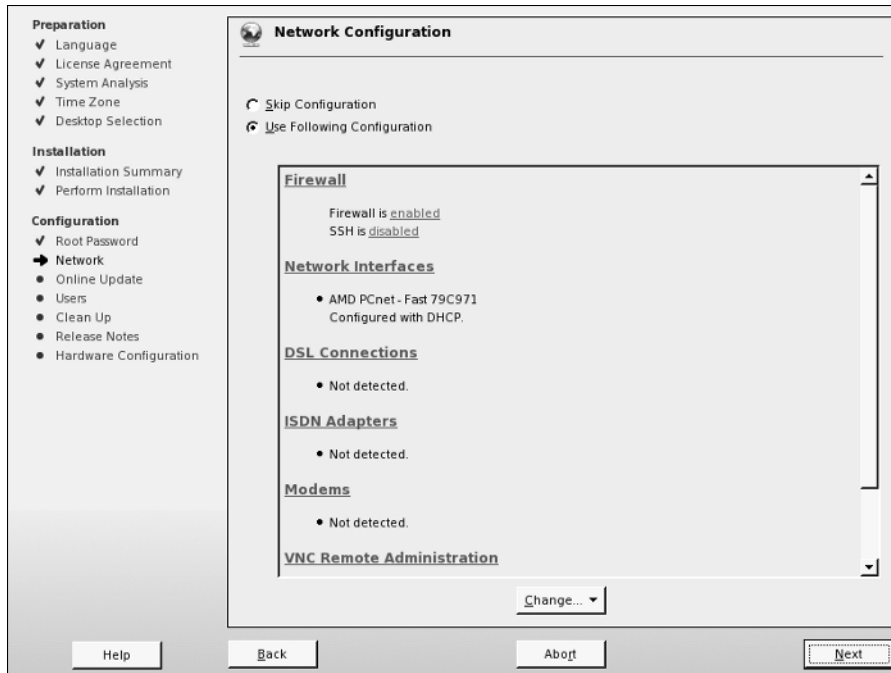 Preparation
Language
License Agreement
System Analysis
Time Zone
Desktop Selection
Installation
Installation Summary
Perform Installation
Configuration
Root Password
Network
Online Update
Users
Clean Up
Release Notes
Hardware Configuration
Network Configuration
Skip Configuration
Use Following Configuration
Firewall
Firewall is enabled
SSH is disabled
Network Interfaces
AMD PCnet - Fast 79C971
Configured with DHCP.
DSL Connections
Not detected.
ISDN Adapters
Not detected.
Modems
Not detected.
VNC Remote Administration
Change...
Help
Back
Abort
Next